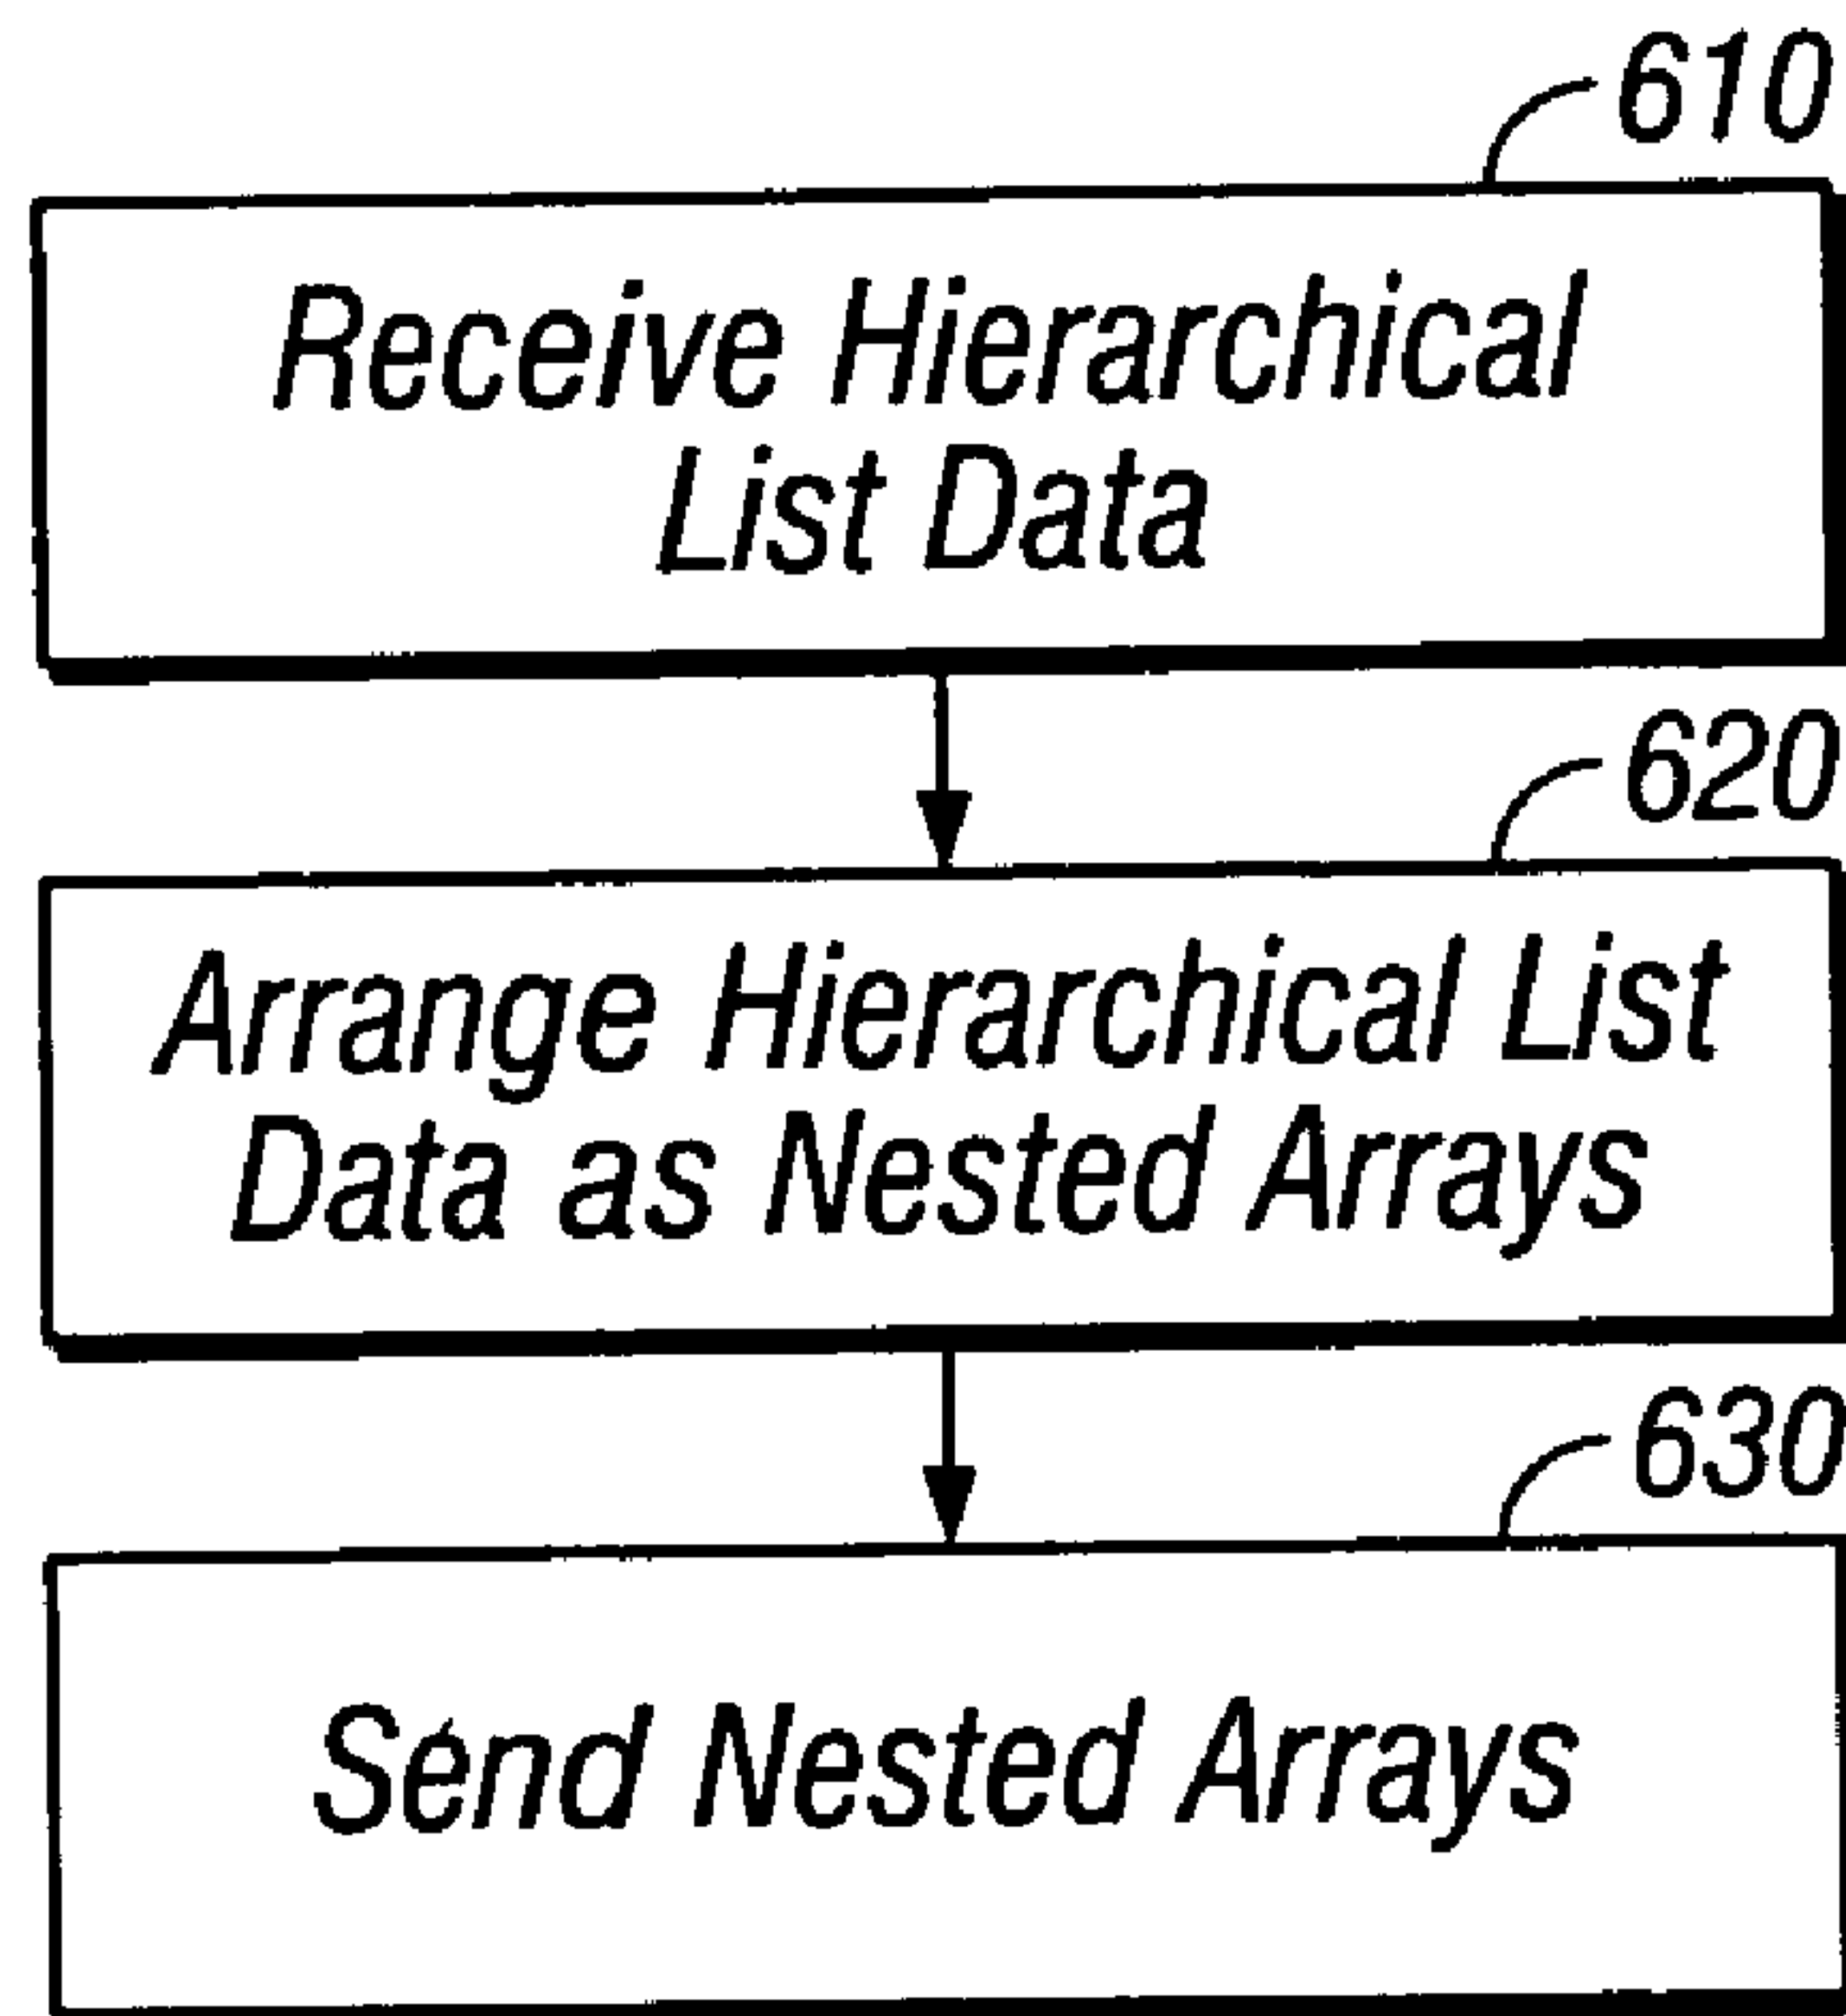 610
Receive Hierarchical
List Data
620
Arrange Hierarchical List
Data as Nested Arrays
630
Send Nested Arrays